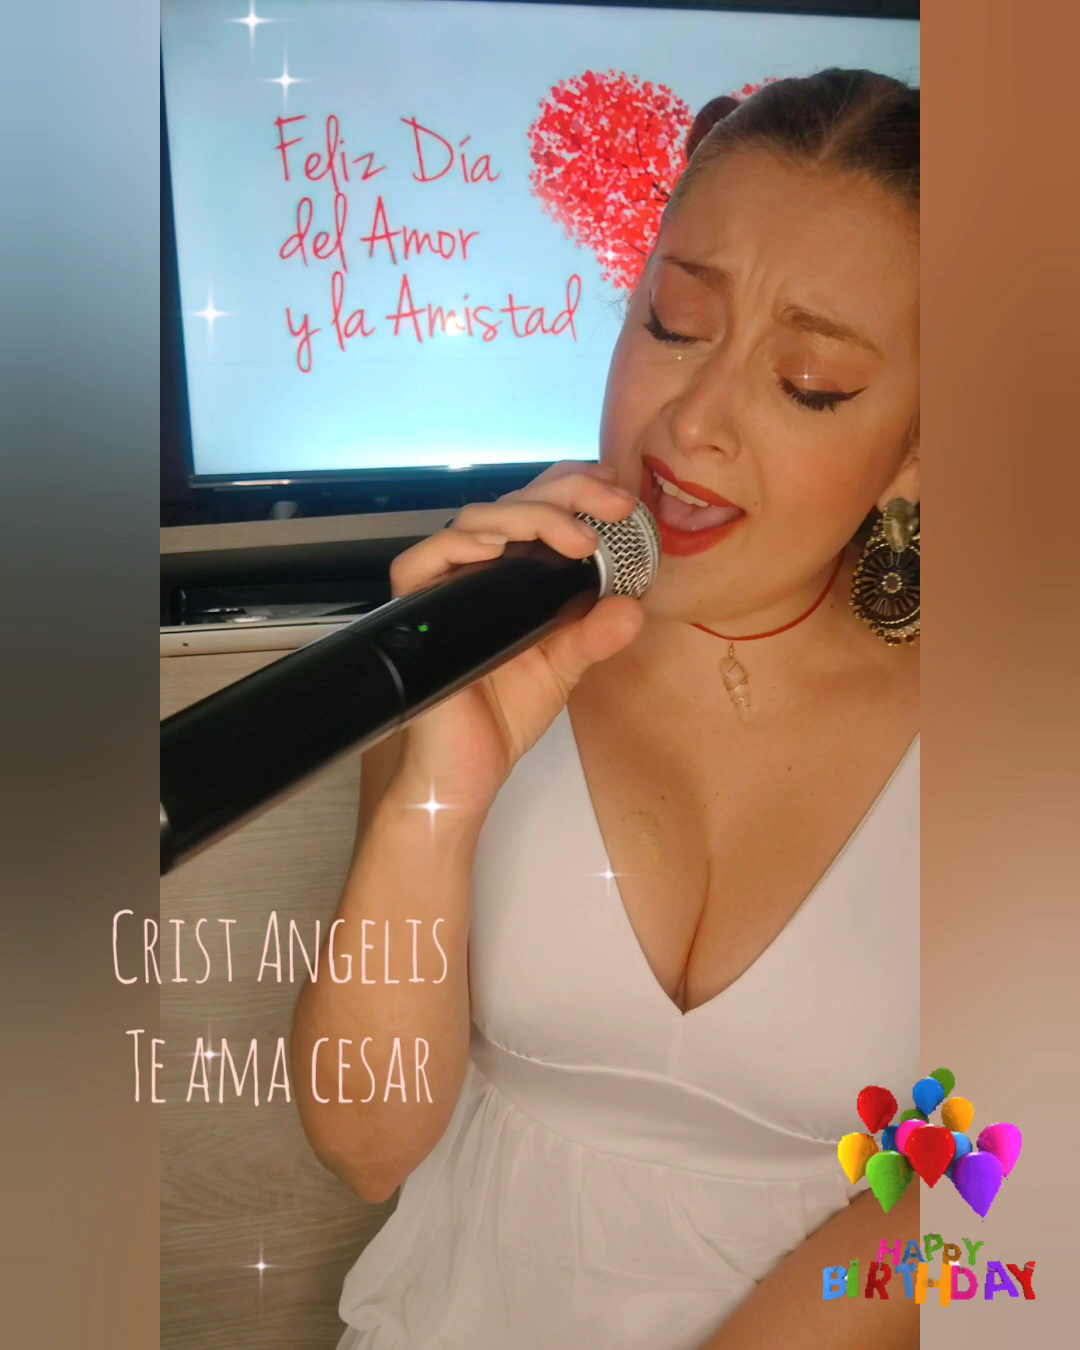 Feliz Día
del Amor
y la Amistad
Crist Angelis
Te ama cesar
HAPPY
BIRTHDAY